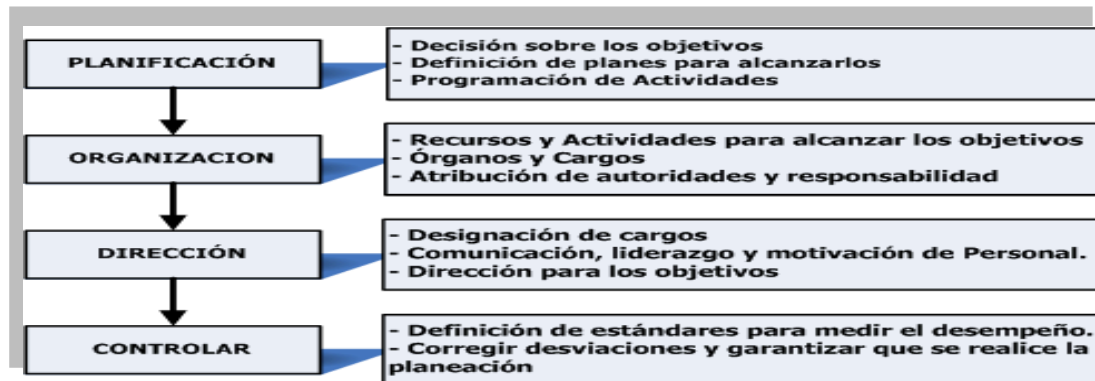 PLANIFICACIÓN
- Decisión sobre los objetivos
- Definición de planes para alcanzarlos
- Programación de Actividades
ORGANIZACION
- Recursos y Actividades para alcanzar los objetivos
- Órganos y Cargos
- Atribución de autoridades y responsabilidad
DIRECCIÓN
- Designación de cargos
- Comunicación, liderazgo y motivación de Personal.
- Dirección para los objetivos
CONTROLAR
- Definición de estándares para medir el desempeño.
- Corregir desviaciones y garantizar que se realice la
planeación